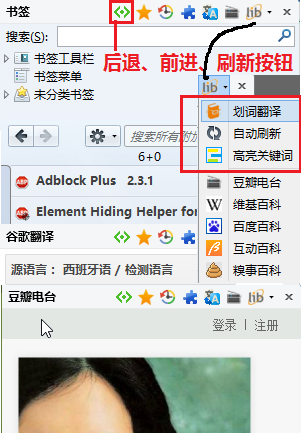 书签
后退、前进、刷新按钮
搜索(S):
书签工具栏
书签菜单
未分类书签
lib
划词翻译
自动刷新
高亮关键词
豆瓣电台
维基百科
百度百科
互动百科
糗事百科
搜索所有附加
6+0
Adblock Plus 2.3.1
Element Hiding Helper for
谷歌翻译
lib
源语言： 西班牙语 / 检测语言
豆瓣电台
lib
登录 | 注册